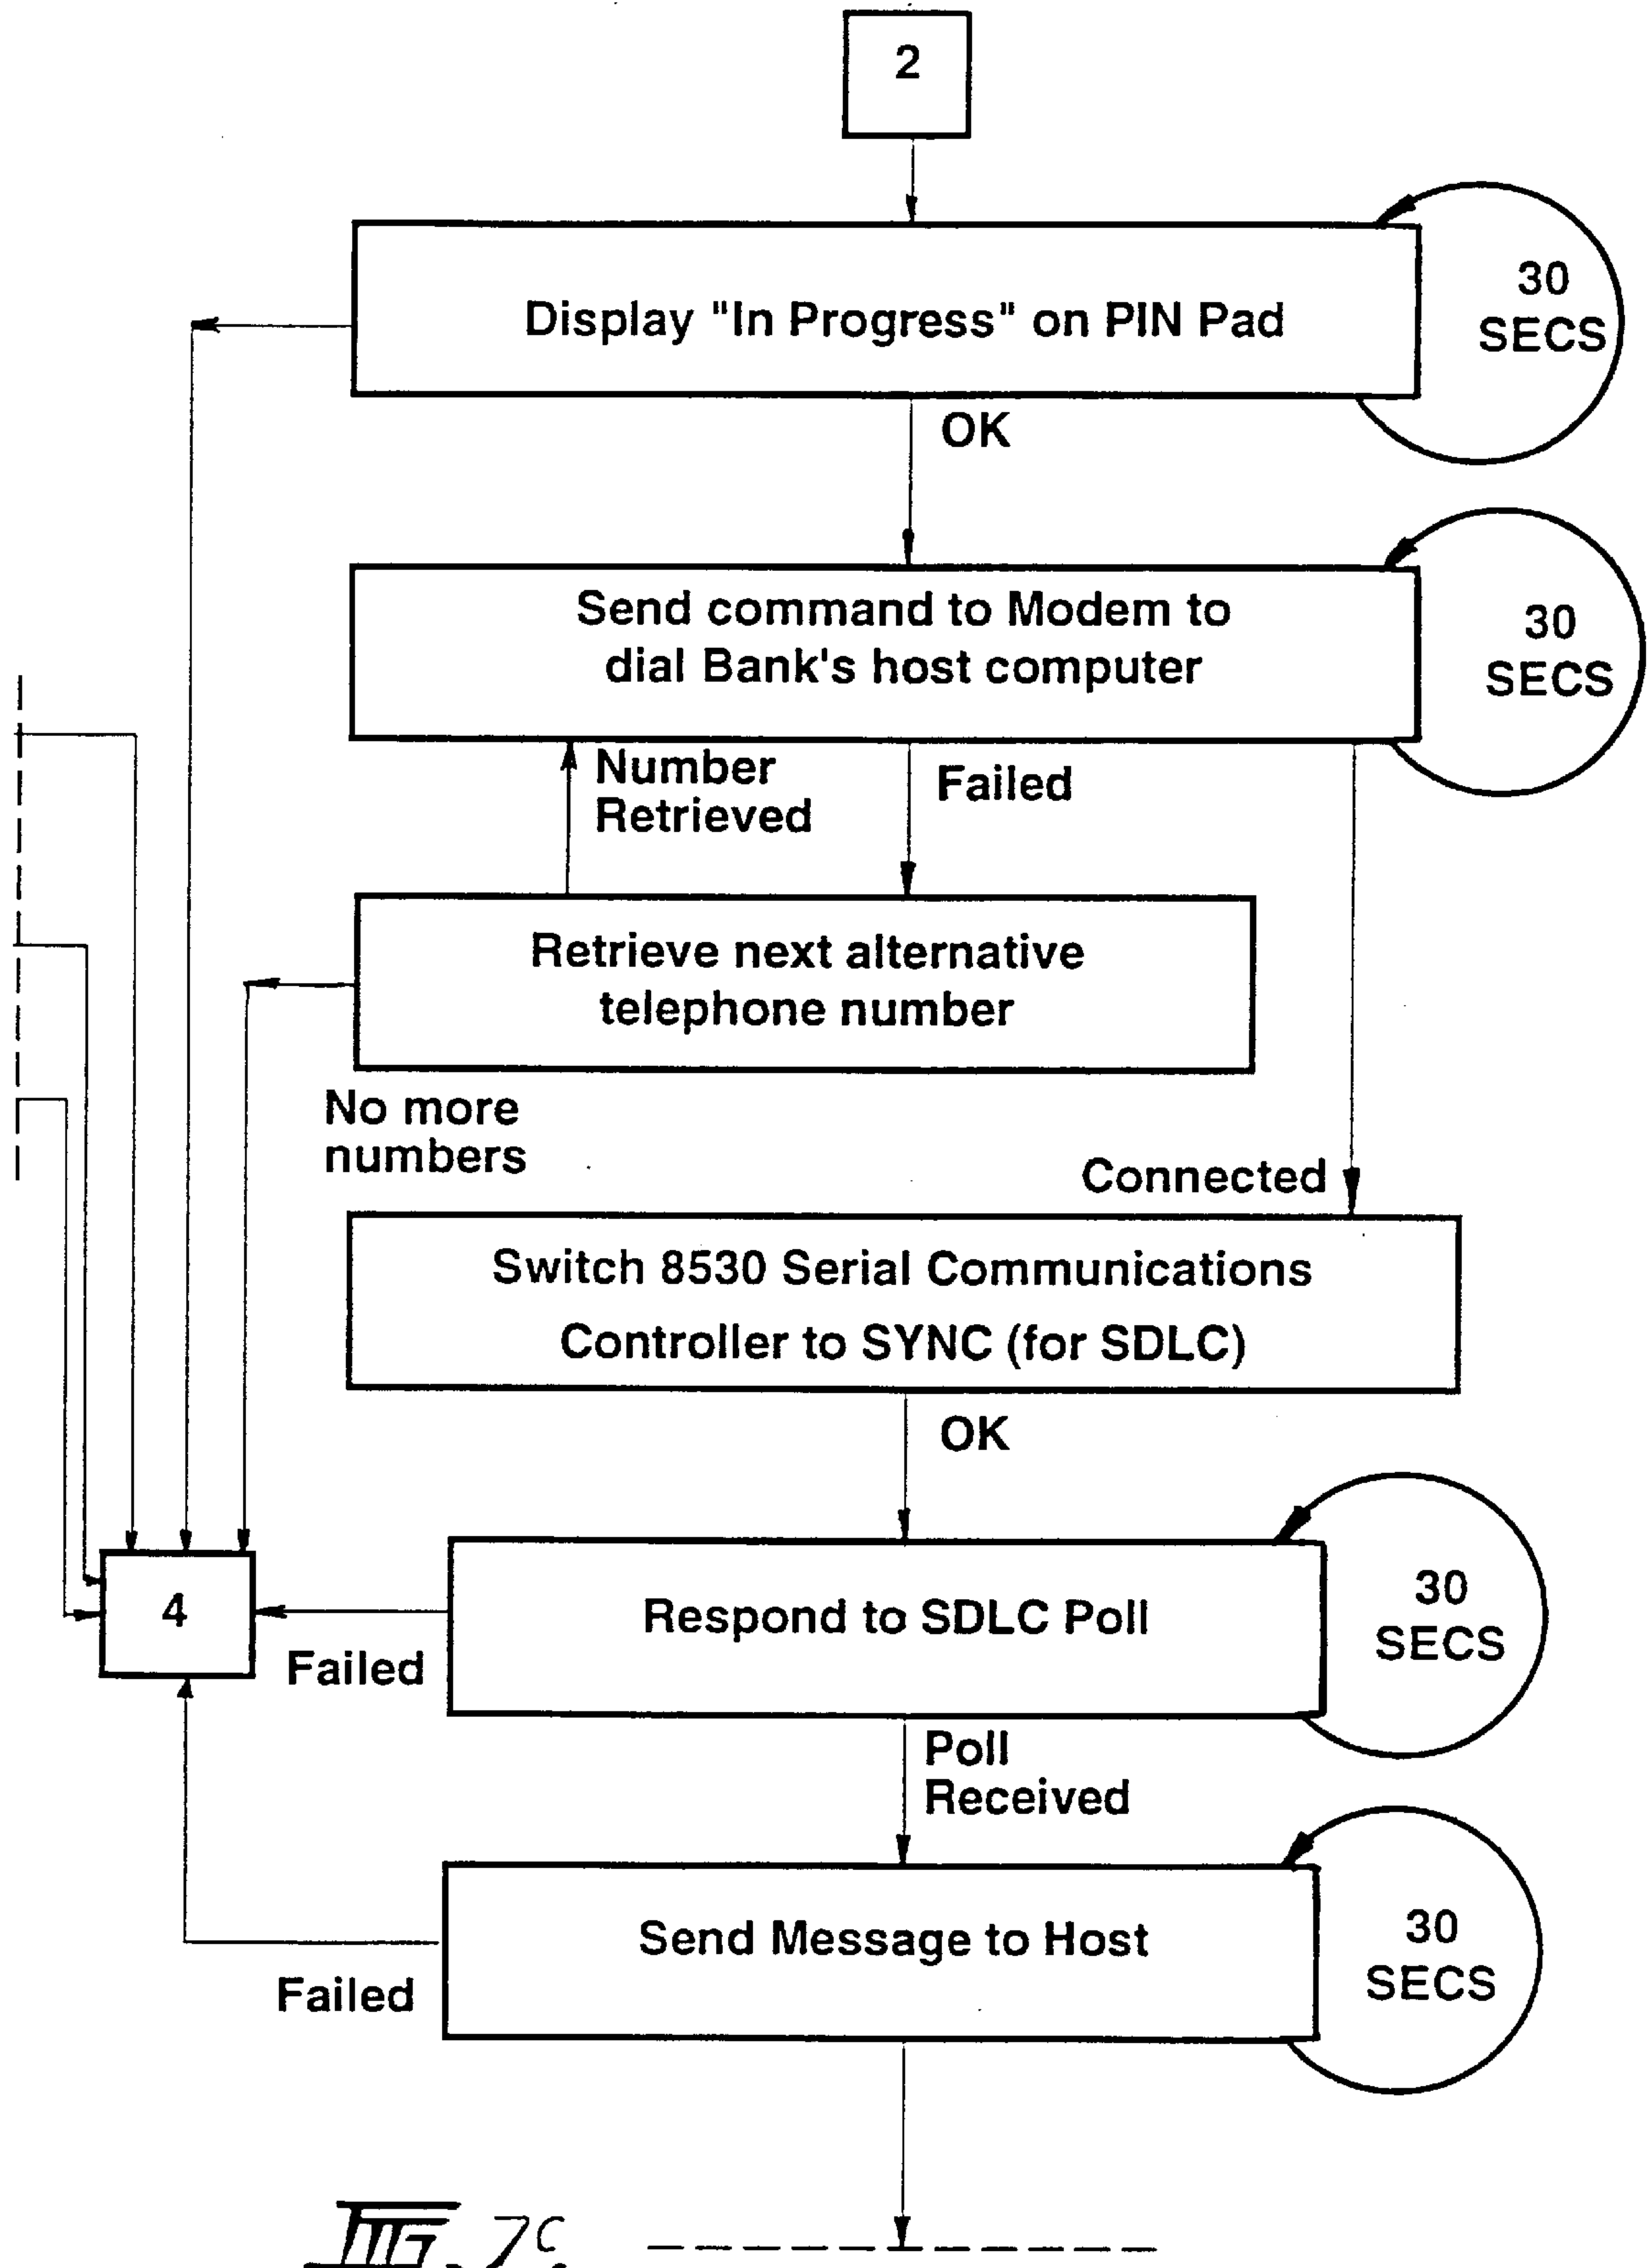 2
Display "In Progress" on PIN Pad
30
SECS
OK
Send command to Modem to
dial Bank's host computer
30
SECS
Number
Retrieved
Failed
Retrieve next alternative
telephone number
No more
numbers
Connected
Switch 8530 Serial Communications
Controller to SYNC (for SDLC)
OK
4
Failed
Respond to SDLC Poll
30
SECS
Poll
Received
Send Message to Host
30
SECS
Failed
FIG. 7c